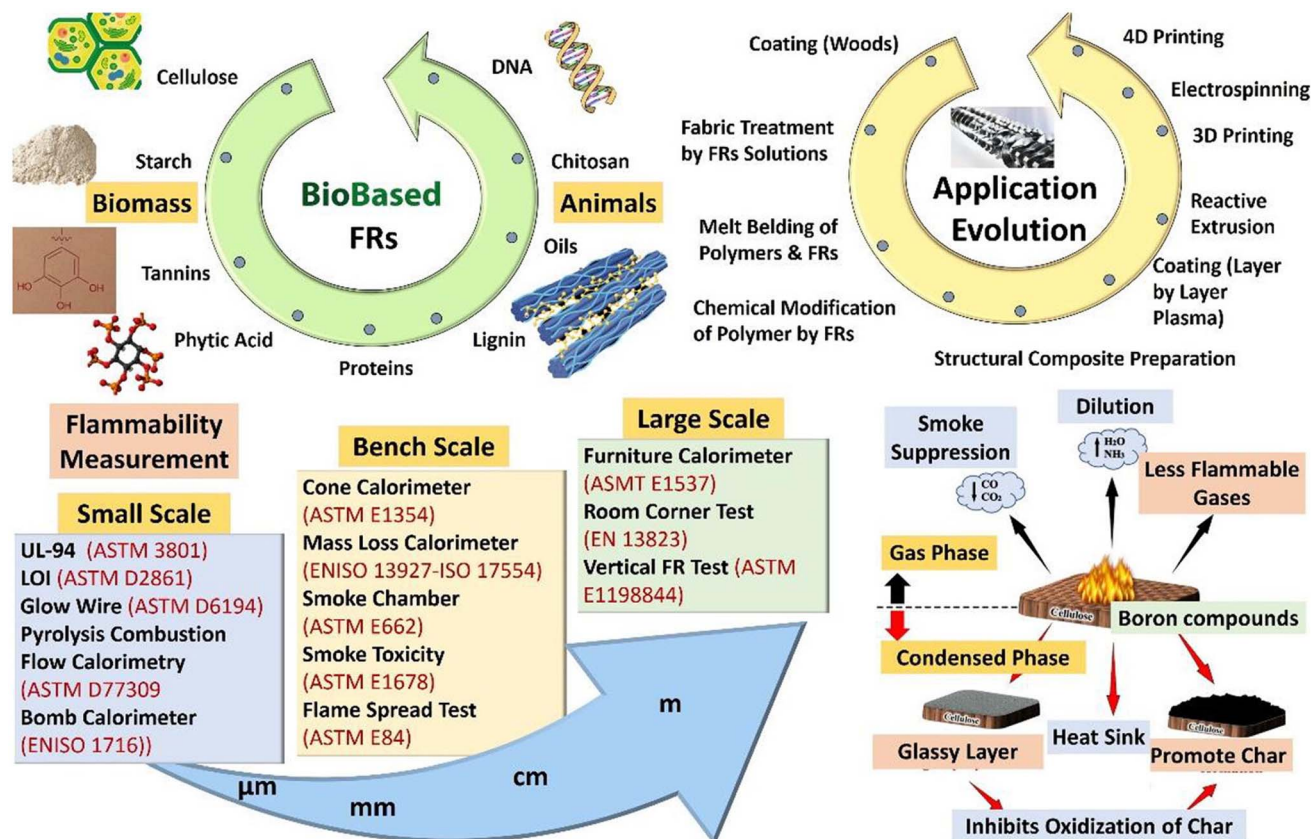 Cellulose
Starch
Biomass
Tannins
HO
OH
OH
Phytic Acid
Proteins
Lignin
Oils
Animals
Chitosan
DNA
BioBased
FRs
Coating (Woods)
Fabric Treatment
by FRs Solutions
Melt Belding of
Polymers & FRs
Chemical Modification
of Polymer by FRs
Structural Composite Preparation
Coating (Layer
by Layer
Plasma)
Reactive
Extrusion
3D Printing
Electrospinning
4D Printing
Application
Evolution
Flammability
Measurement
Small Scale
UL-94 (ASTM 3801)
LOI (ASTM D2861)
Glow Wire (ASTM D6194)
Pyrolysis Combustion
Flow Calorimetry
(ASTM D77309
Bomb Calorimeter
(ENISO 1716))
Bench Scale
Cone Calorimeter
(ASTM E1354)
Mass Loss Calorimeter
(ENISO 13927-ISO 17554)
Smoke Chamber
(ASTM E662)
Smoke Toxicity
(ASTM E1678)
Flame Spread Test
(ASTM E84)
Large Scale
Furniture Calorimeter
(ASMT E1537)
Room Corner Test
(EN 13823)
Vertical FR Test (ASTM
E1198844)
µm
mm
cm
m
Smoke
Suppression
CO
CO₂
Dilution
H₂O
NH₃
Less Flammable
Gases
Gas Phase
Cellulose
Boron compounds
Condensed Phase
Cellulose
Glassy Layer
Heat Sink
Cellulose
Promote Char
Inhibits Oxidization of Char